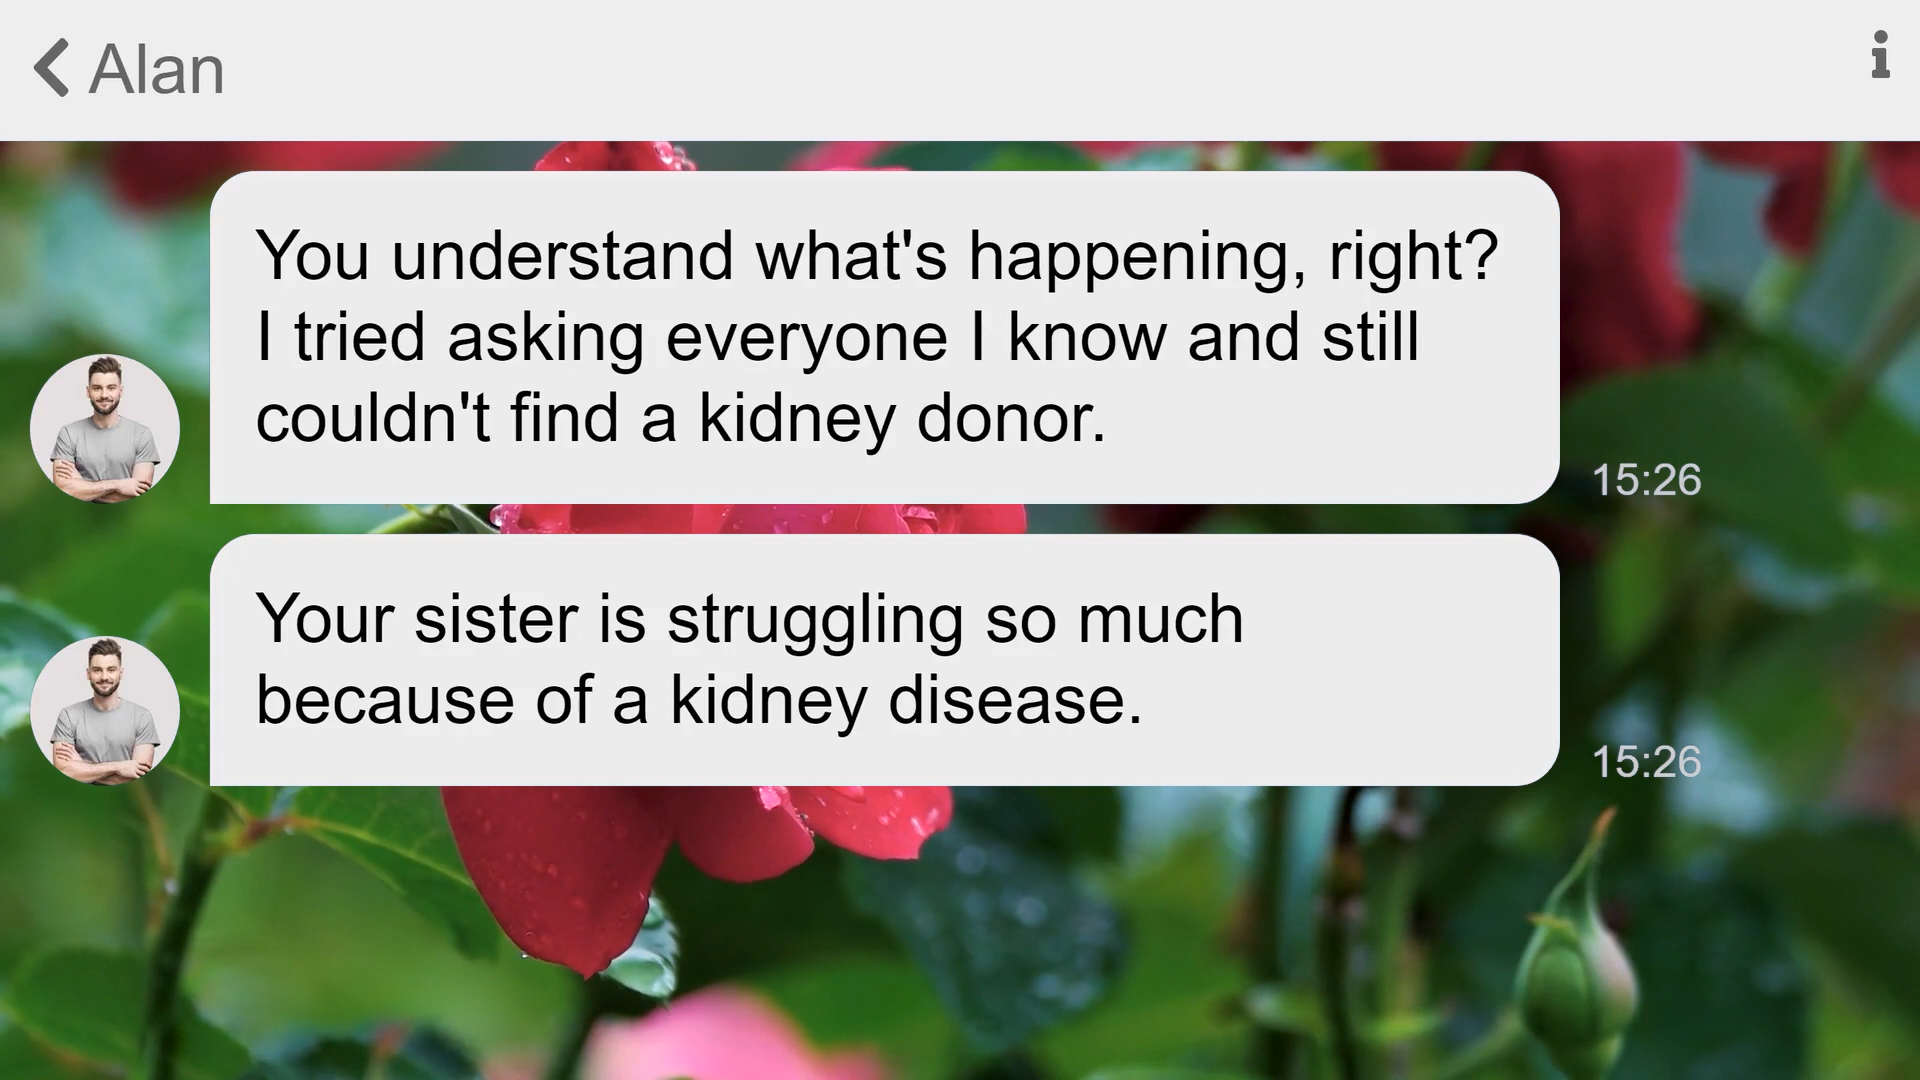 Alan
You understand what's happening, right?
I tried asking everyone I know and still
couldn't find a kidney donor.
15:26
Your sister is struggling so much
because of a kidney disease.
15:26